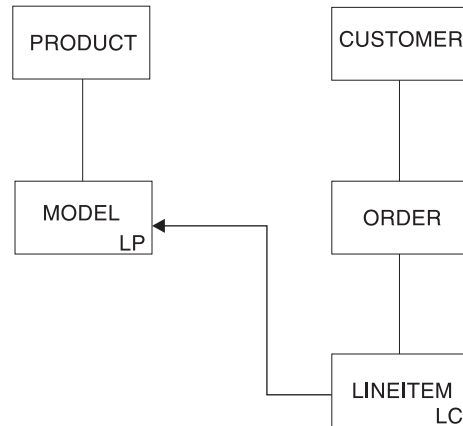 PRODUCT
CUSTOMER
MODEL
LP
ORDER
LINEITEM
LC